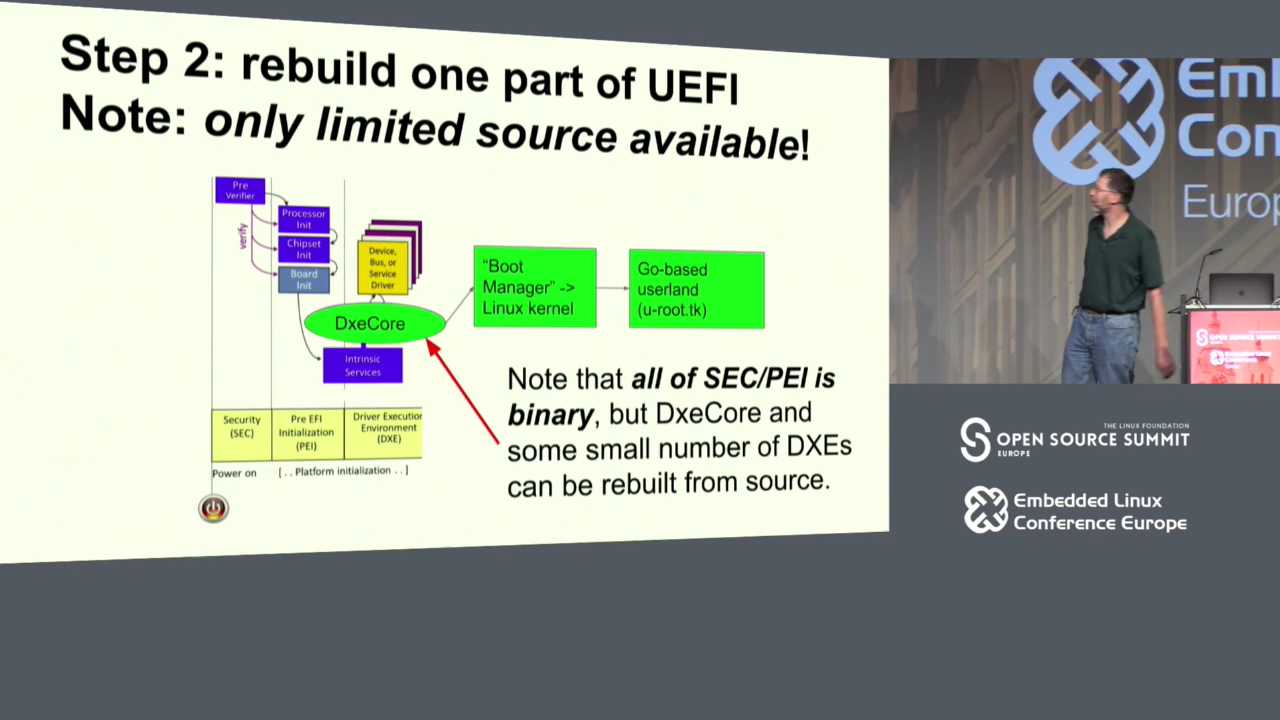 Step 2: rebuild one part of UEFI
Note: only limited source available!
Pre
Verifier
verify
Processor
Init
Chipset
Init
Board
Init
Device,
Bus, or
Service
Driver
DxeCore
Intrinsic
Services
"Boot
Manager" ->
Linux kernel
Go-based
userland
(u-root.tk)
Note that all of SEC/PEI is
binary, but DxeCore and
some small number of DXEs
can be rebuilt from source.
Security
(SEC)
Pre EFI
Initialization
(PEI)
Driver Execution
Environment
(DXE)
Power on
[ . . Platform initialization . . ]
Emb
Con
Europ
OPEN SOURCE SUMMIT
THE LINUX FOUNDATION
OPEN SOURCE SUMMIT
EUROPE
Embedded Linux
Conference Europe